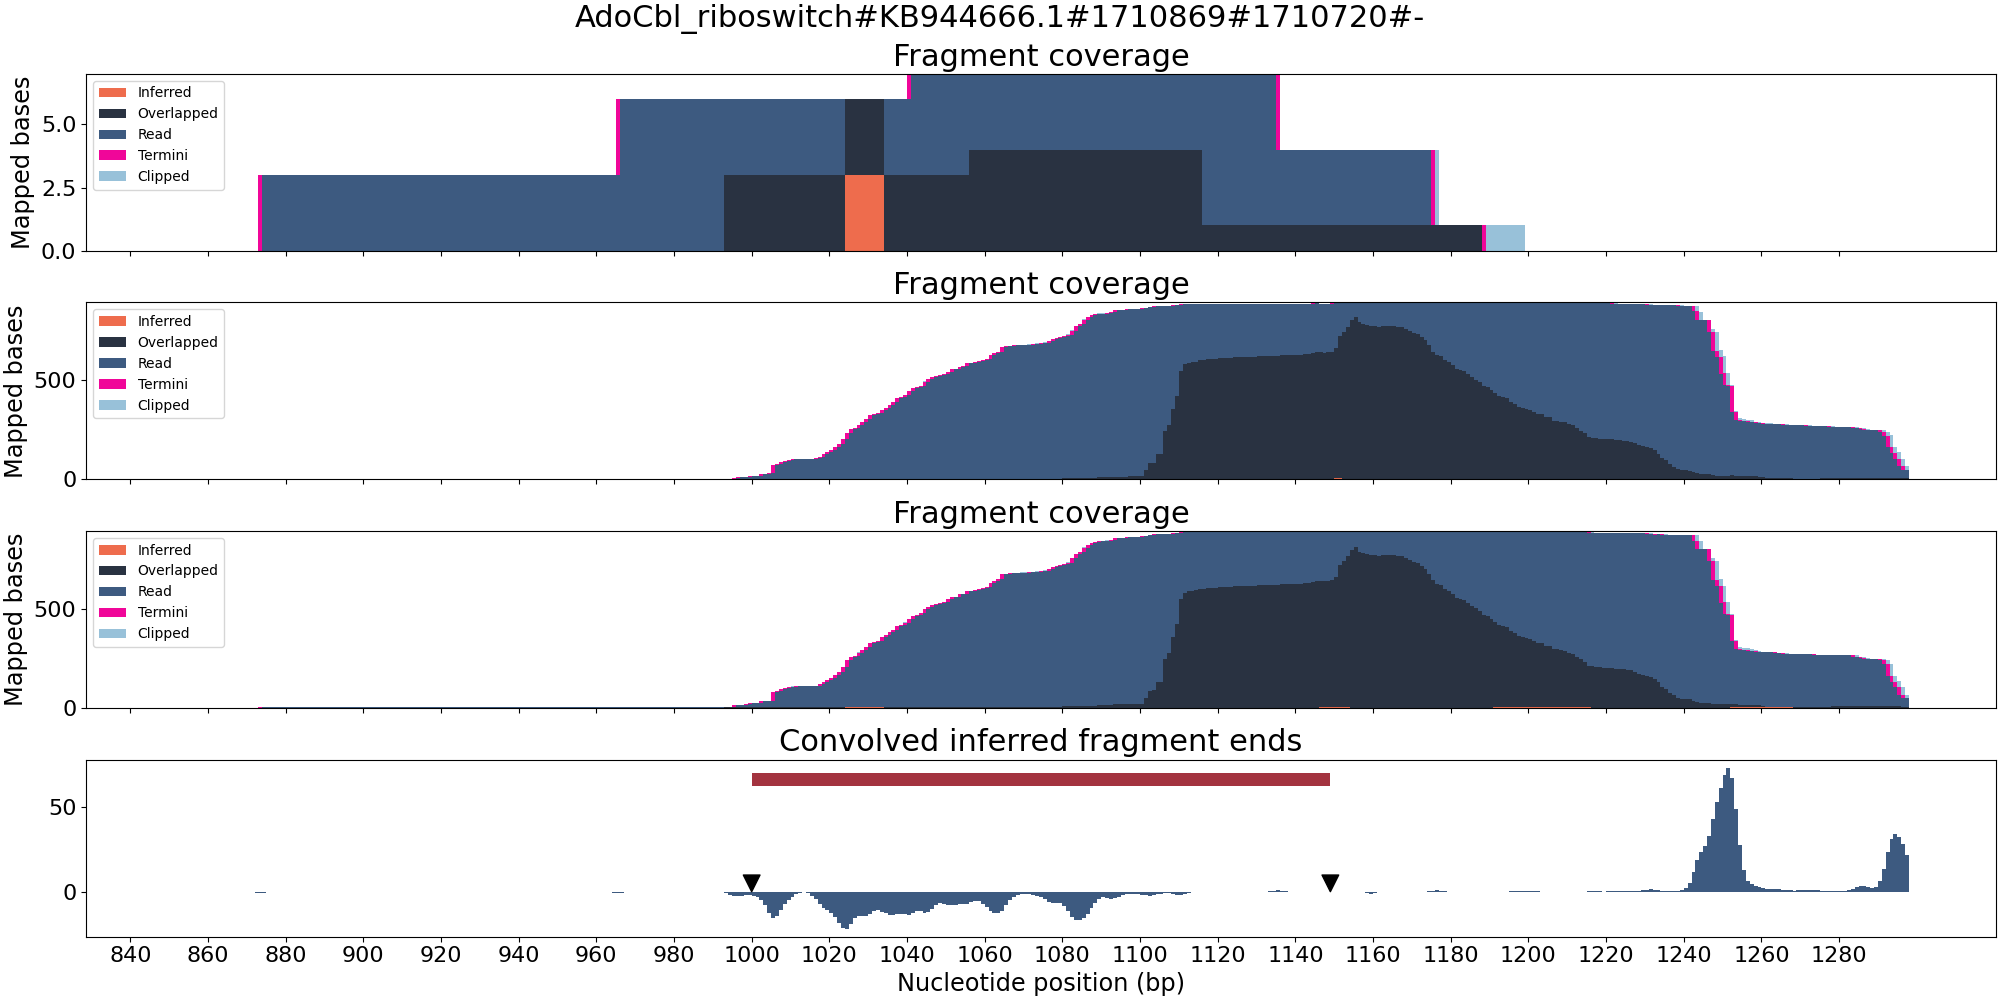 AdoCbl_riboswitch#KB944666.1#1710869#1710720#-
Fragment coverage
Mapped bases
5.0
2.5
0.0
Inferred
Overlapped
Read
Termini
Clipped
Fragment coverage
Mapped bases
500
0
Inferred
Overlapped
Read
Termini
Clipped
Fragment coverage
Mapped bases
500
0
Inferred
Overlapped
Read
Termini
Clipped
Convolved inferred fragment ends
50
0
840 860 880 900 920 940 960 980 1000 1020 1040 1060 1080 1100 1120 1140 1160 1180 1200 1220 1240 1260 1280
Nucleotide position (bp)